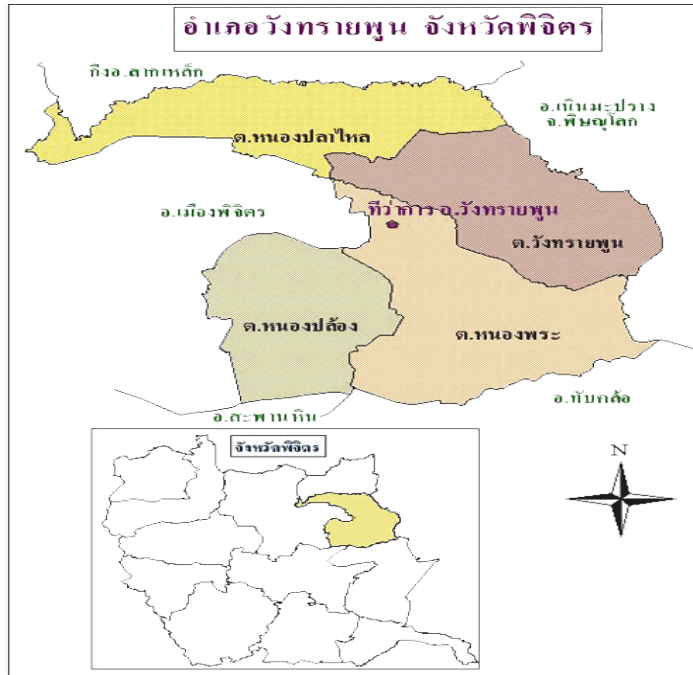 อำเภอวังทรายพูน จังหวัดพิจิตร
กิ่งอ.สากเหล็ก
อ.เนินมะปราง
จ.พิษณุโลก
ต.หนองปลาไหล
อ.เมืองพิจิตร
ที่ว่าการ อ.วังทรายพูน
ต.วังทรายพูน
ต.หนองปล้อง
ต.หนองพระ
อ.ทับคล้อ
อ.ตะพานหิน
จังหวัดพิจิตร
N